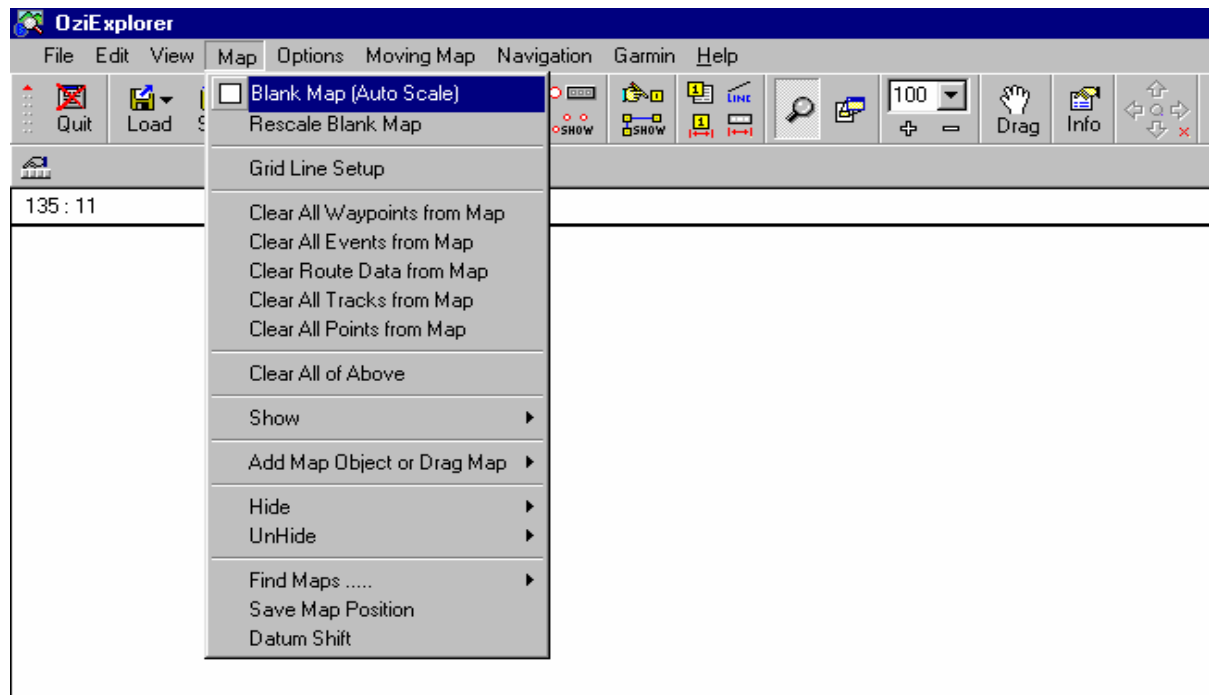 OziExplorer
File Edit View Map Options Moving Map Navigation Garmin Help
Quit Load LINE 100 Drag Info
SHOW SHOW
135 : 11
Blank Map (Auto Scale)
Rescale Blank Map
Grid Line Setup
Clear All Waypoints from Map
Clear All Events from Map
Clear Route Data from Map
Clear All Tracks from Map
Clear All Points from Map
Clear All of Above
Show
Add Map Object or Drag Map
Hide
UnHide
Find Maps .....
Save Map Position
Datum Shift